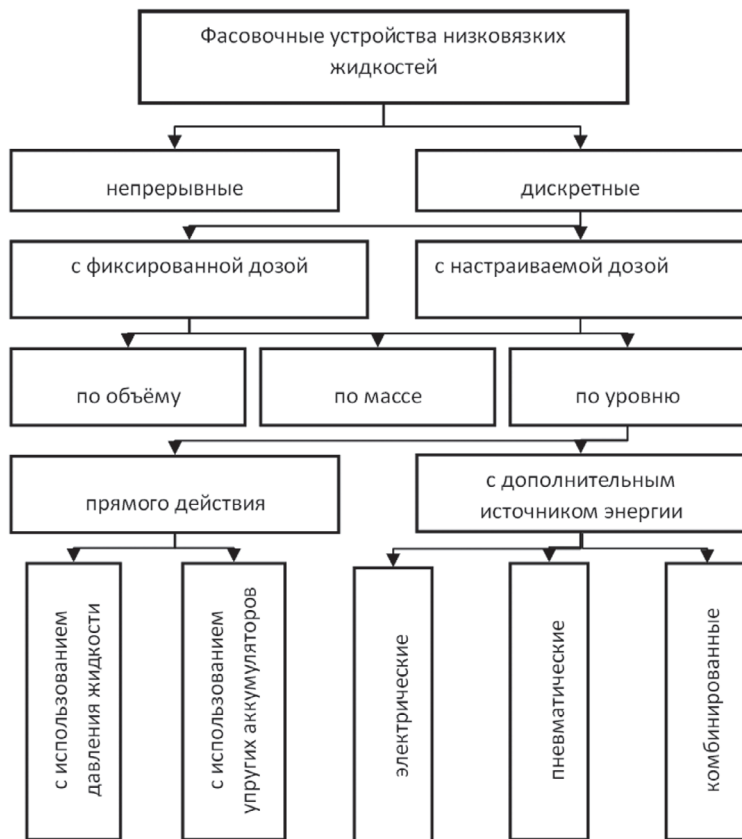 Фасовочные устройства низковязких
жидкостей
непрерывные
дискретные
с фиксированной дозой
с настраиваемой дозой
по объёму
по массе
по уровню
прямого действия
с дополнительным
источником энергии
с использованием
давления жидкости
с использованием
упругих аккумуляторов
электрические
пневматические
комбинированные